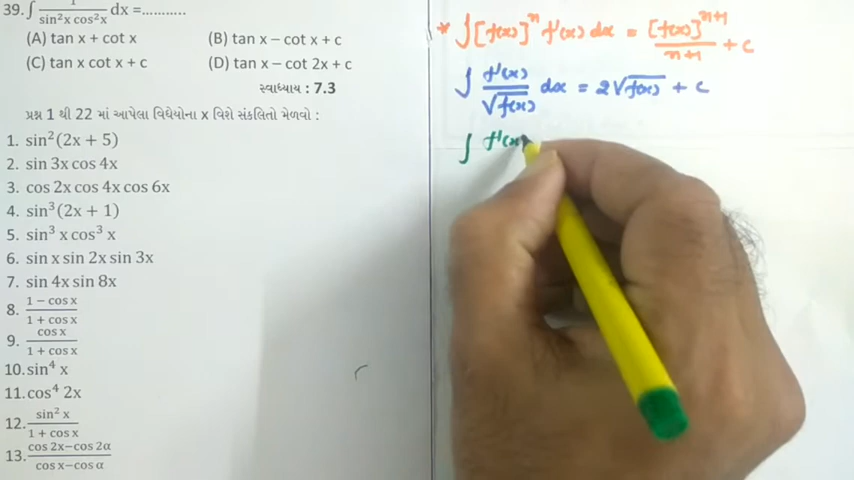 39. ∫ 1/(sin²x cos²x) dx =...........
(A) tan x + cot x (B) tan x − cot x + c
(C) tan x cot x + c (D) tan x − cot 2x + c
સ્વાધ્યાય : 7.3
પ્રશ્ન 1 થી 22 માં આપેલા વિધેયોના x વિશે સંકલિતો મેળવો :
1. sin²(2x + 5)
2. sin 3x cos 4x
3. cos 2x cos 4x cos 6x
4. sin³(2x + 1)
5. sin³ x cos³ x
6. sin x sin 2x sin 3x
7. sin 4x sin 8x
8. (1 − cos x)/(1 + cos x)
9. cos x/(1 + cos x)
10. sin⁴ x
11. cos⁴ 2x
12. sin² x/(1 + cos x)
13. (cos 2x−cos 2α)/(cos x−cos α)
* ∫ [f(x)]ⁿ f'(x) dx = [f(x)]ⁿ⁺¹/(n+1) + c
∫ f'(x)/√f(x) dx = 2√f(x) + c
∫ f'(x)